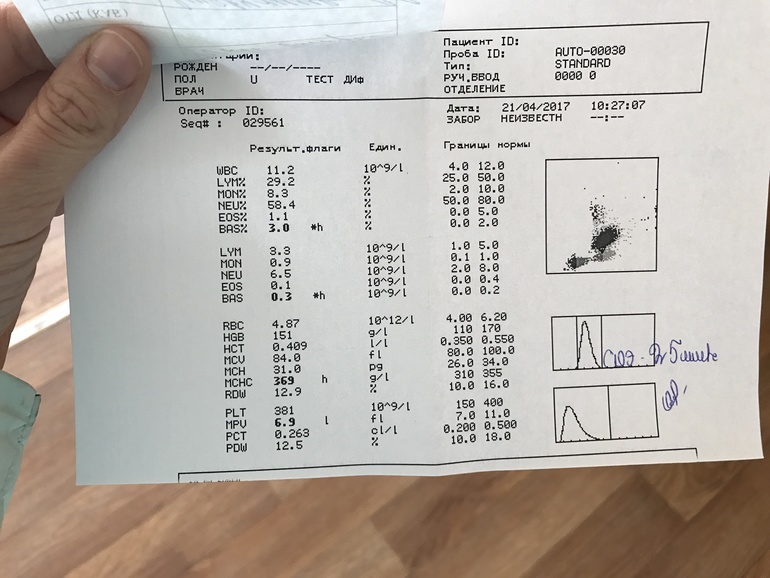 ОТД (КАБ)
РОЖДЕН --/--/----
ПОЛ U ТЕСТ ДИФ
ВРАЧ
Пациент ID:
Проба ID: AUTO-00030
Тип: STANDARD
РУЧ.ВВОД 0000 0
ОТДЕЛЕНИЕ
Оператор ID:
Seq# : 029561
Дата: 21/04/2017 10:27:07
ЗАБОР НЕИЗВЕСТН --:--
Результ.флаги Един. Границы нормы
WBC 11.2 10^9/l 4.0 12.0
LYM% 29.2 % 25.0 50.0
MON% 8.3 % 2.0 10.0
NEU% 58.4 % 50.0 80.0
EOS% 1.1 % 0.0 5.0
BAS% 3.0 *h % 0.0 2.0
LYM 3.3 10^9/l 1.0 5.0
MON 0.9 10^9/l 0.1 1.0
NEU 6.5 10^9/l 2.0 8.0
EOS 0.1 10^9/l 0.0 0.4
BAS 0.3 *h 10^9/l 0.0 0.2
RBC 4.87 10^12/l 4.00 6.20
HGB 151 g/l 110 170
HCT 0.409 l/l 0.350 0.550
MCV 84.0 fl 80.0 100.0
MCH 31.0 pg 26.0 34.0
MCHC 369 h g/l 310 355
RDW 12.9 % 10.0 16.0
PLT 381 10^9/l 150 400
MPV 6.9 l fl 7.0 11.0
PCT 0.263 cl/l 0.200 0.500
PDW 12.5 % 10.0 18.0
СОЭ -